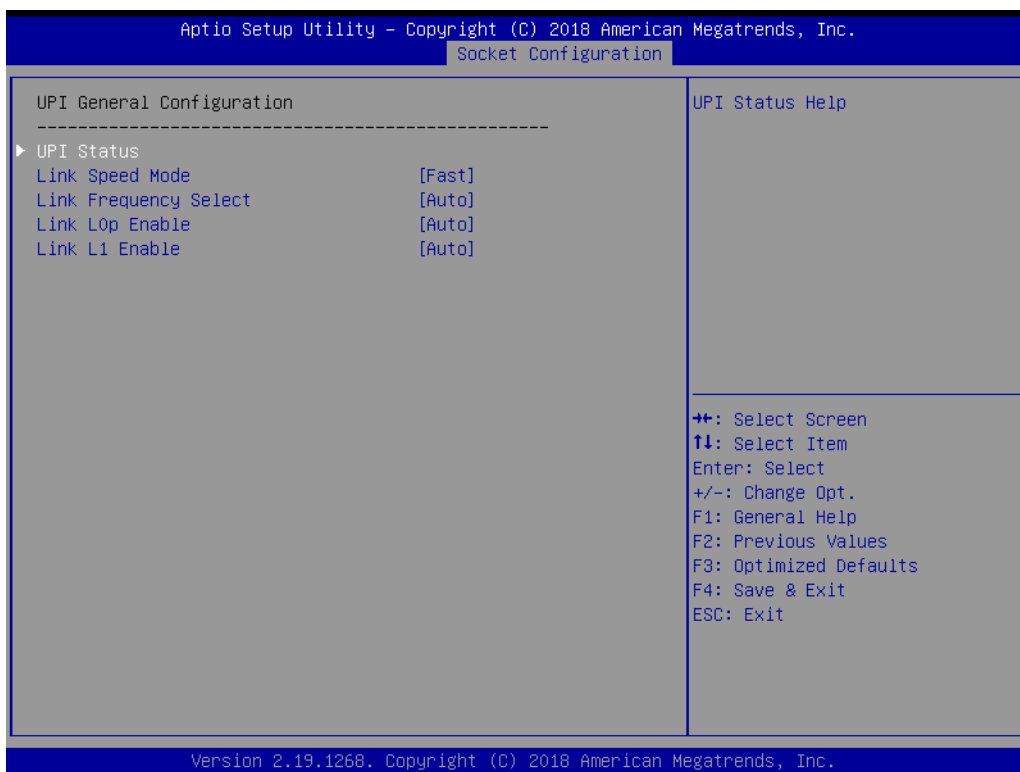 Aptio Setup Utility – Copyright (C) 2018 American Megatrends, Inc.
Socket Configuration
UPI General Configuration
--------------------------------------------------
UPI Status
Link Speed Mode [Fast]
Link Frequency Select [Auto]
Link L0p Enable [Auto]
Link L1 Enable [Auto]
UPI Status Help
→←: Select Screen
↑↓: Select Item
Enter: Select
+/-: Change Opt.
F1: General Help
F2: Previous Values
F3: Optimized Defaults
F4: Save & Exit
ESC: Exit
Version 2.19.1268. Copyright (C) 2018 American Megatrends, Inc.